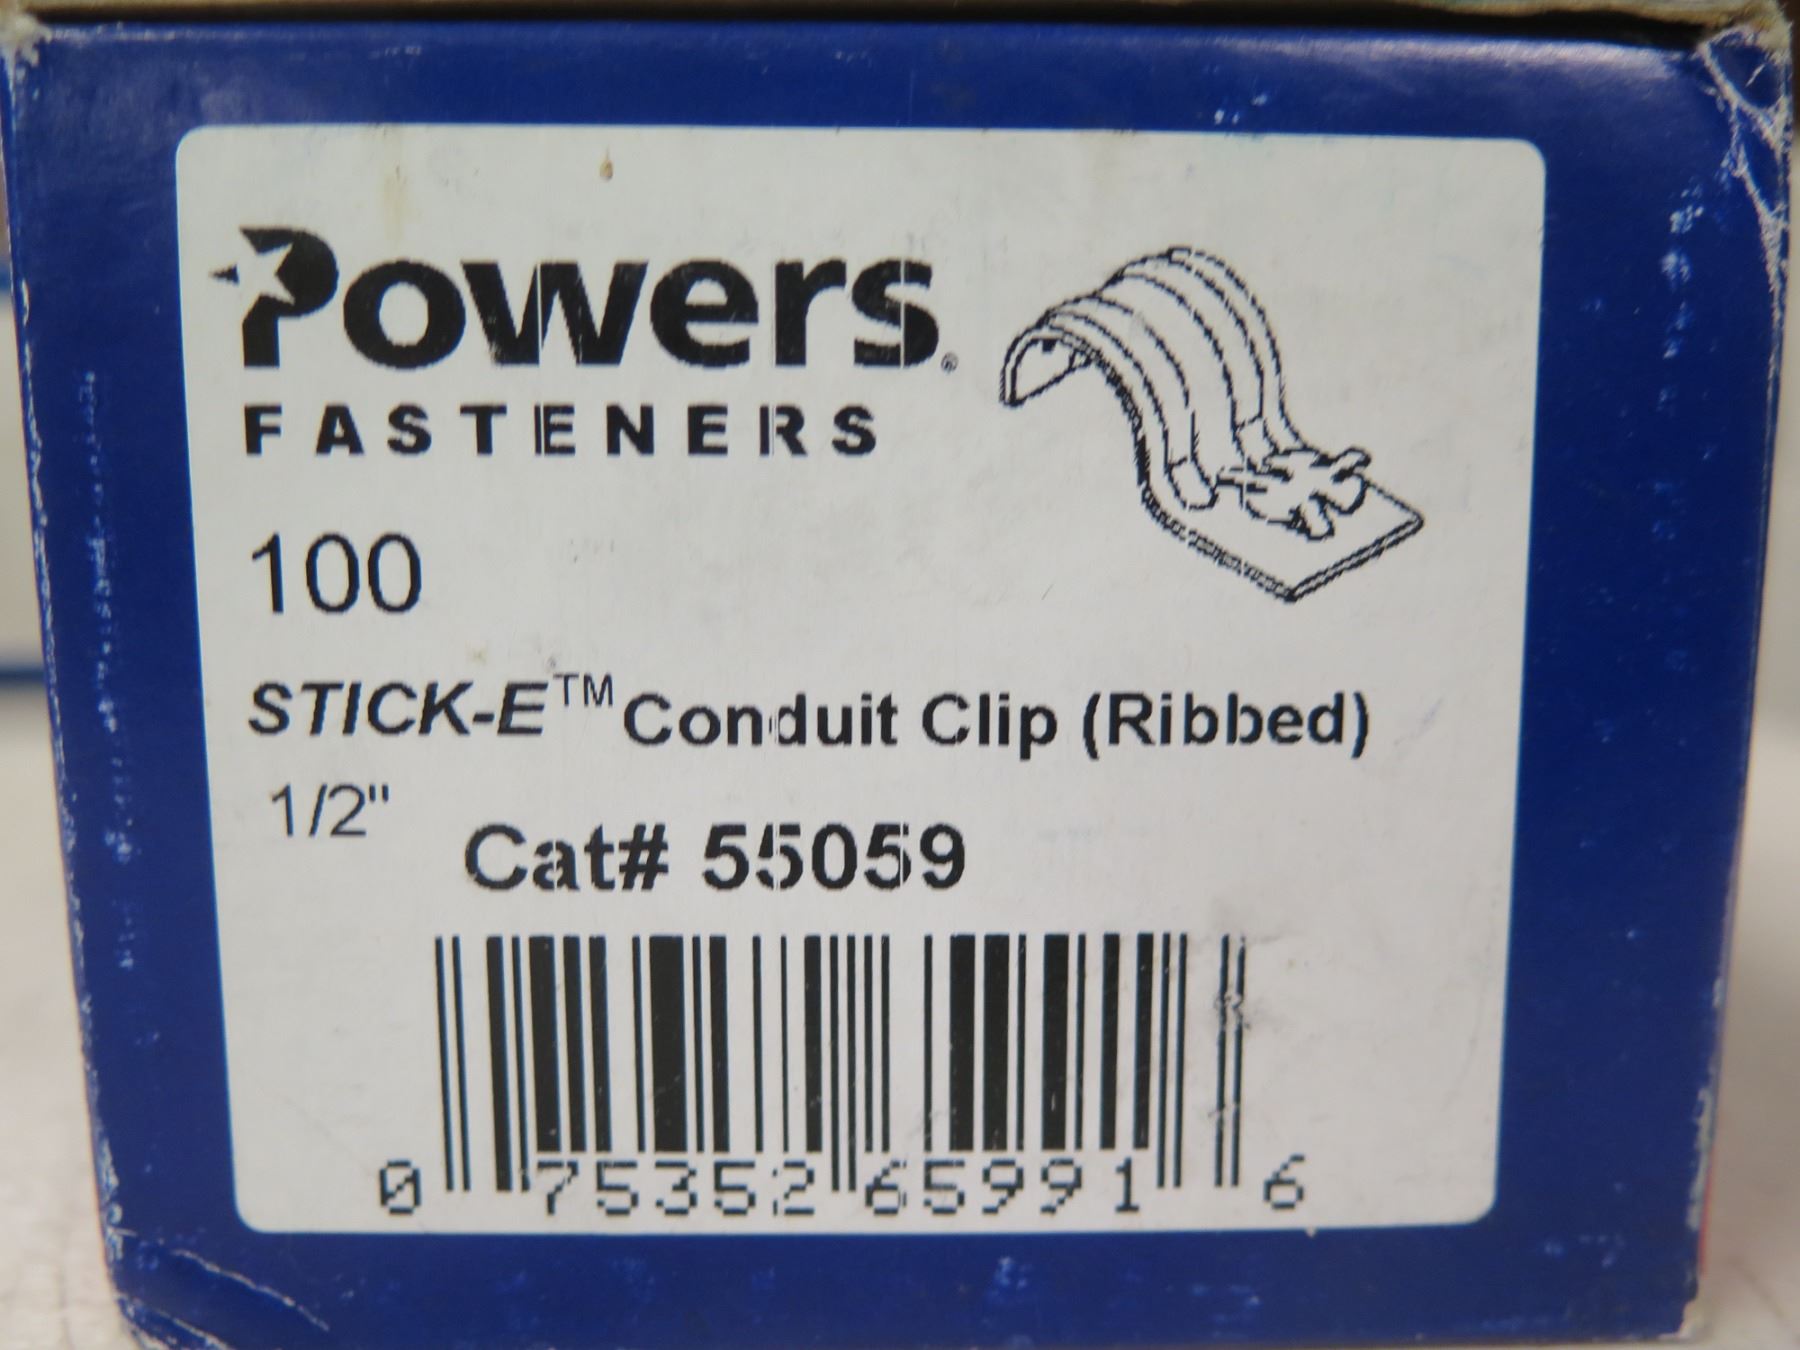 Powers®
FASTENERS
100
STICK-E™ Conduit Clip (Ribbed)
1/2"
Cat# 55059
0 75352 65991 6